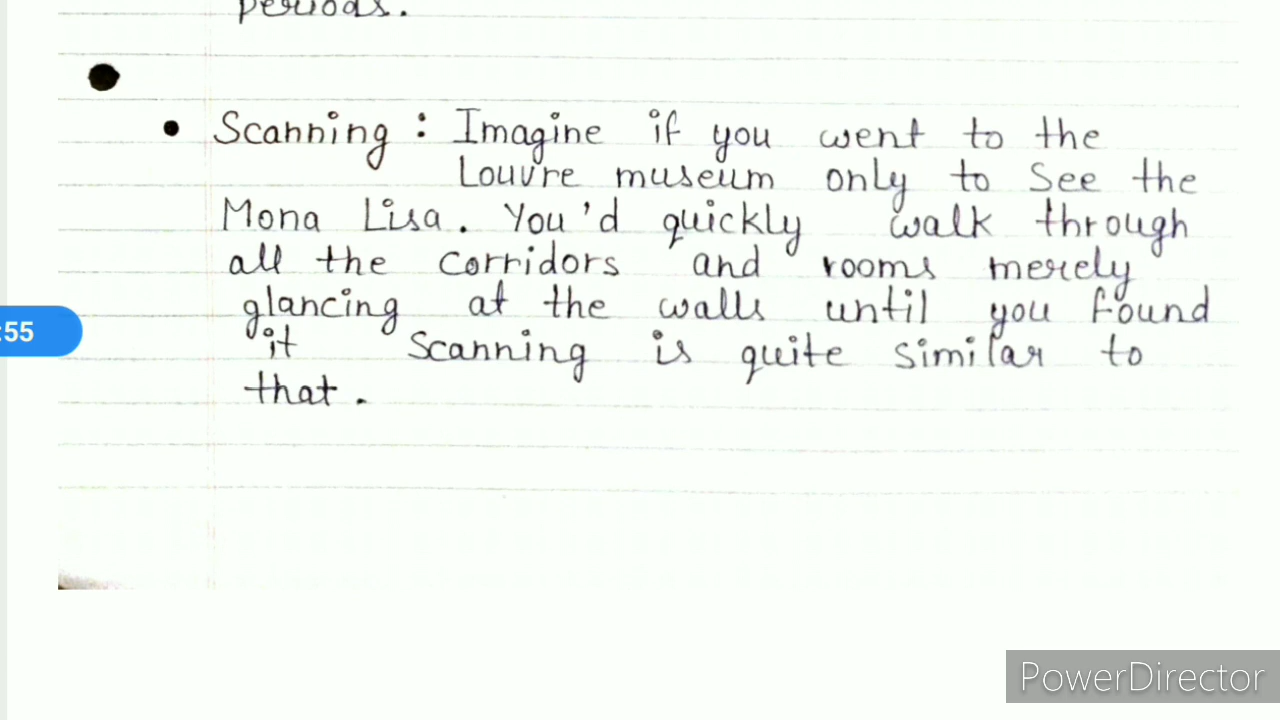 periods.
• Scanning : Imagine if you went to the
Louvre museum only to See the
Mona Lisa. You'd quickly walk through
all the corridors and rooms merely
glancing at the walls until you found
it Scanning is quite similar to
that.
:55
PowerDirector